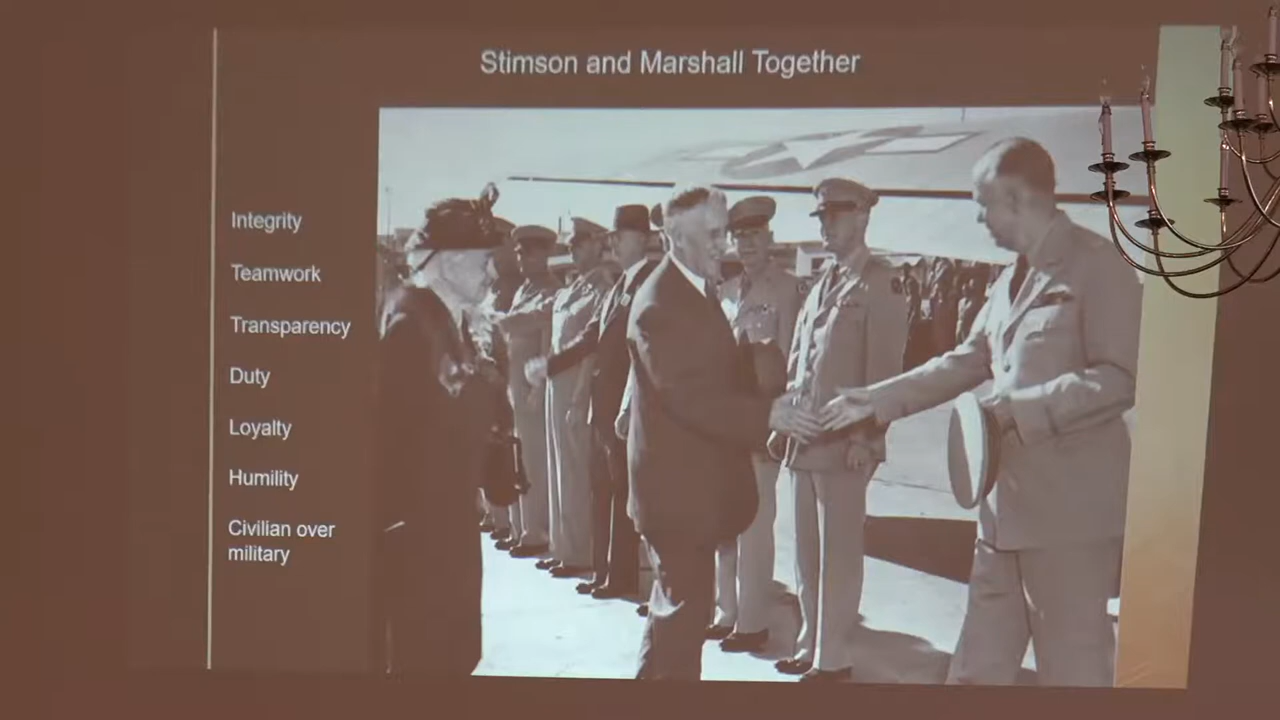 Stimson and Marshall Together
Integrity
Teamwork
Transparency
Duty
Loyalty
Humility
Civilian over
military